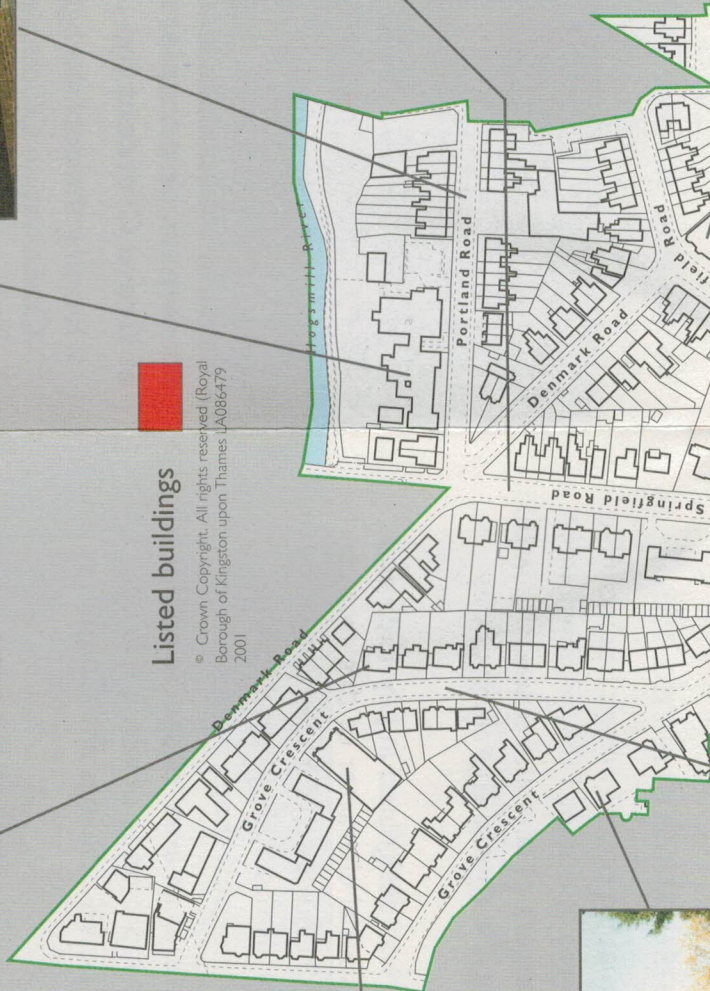 Listed buildings
© Crown Copyright. All rights reserved (Royal
Borough of Kingston upon Thames LA086479
2001
Hogsmill River
Portland Road
Road
field
Denmark Road
Springfield Road
Denmark Road
Grove Crescent
Grove Crescent